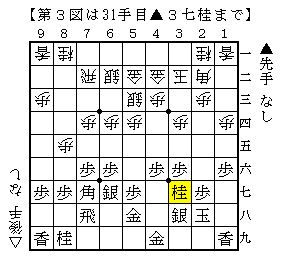 【第３図は31手目▲３七桂まで】
９ ８ ７ ６ ５ ４ ３ ２ １
香 桂 桂 香 一
飛 銀 金 金 玉 角 二
歩 銀 歩 歩 三
歩 歩 歩 歩 歩 四
歩 五
歩 歩 歩 歩 六
歩 歩 角 銀 歩 桂 歩 歩 七
飛 金 銀 玉 八
香 桂 金 香 九
▲先手 なし
△後手 なし